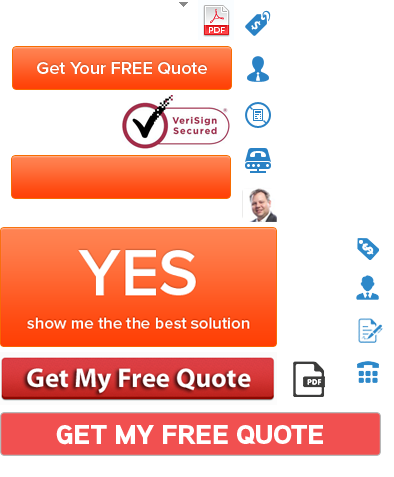 PDF
Get Your FREE Quote
VeriSign
Secured
YES
show me the the best solution
Get My Free Quote
PDF
GET MY FREE QUOTE